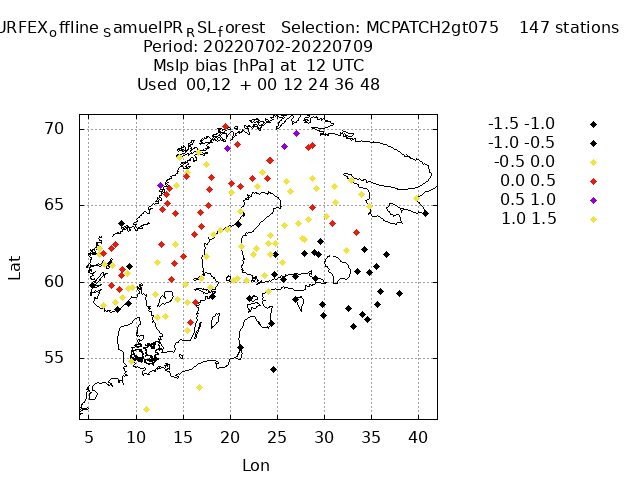 URFEXoffline SamuelPRRSLforest Selection: MCPATCH2gt075 147 stations
Period: 20220702-20220709
Mslp bias [hPa] at 12 UTC
Used 00,12 + 00 12 24 36 48
-1.5 -1.0
-1.0 -0.5
-0.5 0.0
0.0 0.5
0.5 1.0
1.0 1.5
70
65
60
55
Lat
5 10 15 20 25 30 35 40
Lon